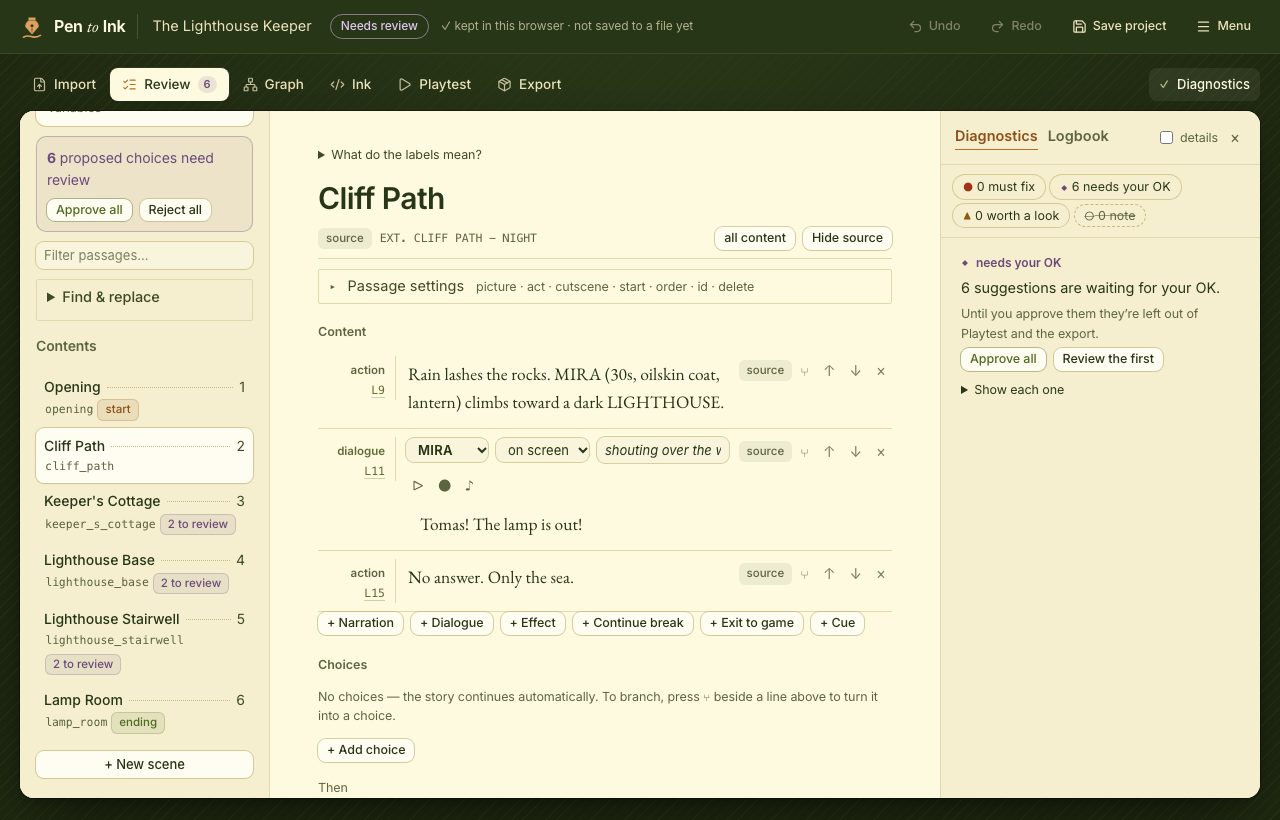 Pen to Ink
The Lighthouse Keeper
Needs review
✓ kept in this browser · not saved to a file yet
Undo
Redo
Save project
Menu
Import
Review 6
Graph
Ink
Playtest
Export
✓ Diagnostics
6 proposed choices need
review
Approve all
Reject all
Filter passages...
▶ Find & replace
Contents
Opening 1
opening start
Cliff Path 2
cliff_path
Keeper's Cottage 3
keeper_s_cottage 2 to review
Lighthouse Base 4
lighthouse_base 2 to review
Lighthouse Stairwell 5
lighthouse_stairwell
2 to review
Lamp Room 6
lamp_room ending
+ New scene
▶ What do the labels mean?
Cliff Path
source EXT. CLIFF PATH — NIGHT
all content
Hide source
▸ Passage settings picture · act · cutscene · start · order · id · delete
Content
action
L9
Rain lashes the rocks. MIRA (30s, oilskin coat,
lantern) climbs toward a dark LIGHTHOUSE.
source ⑂ ↑ ↓ ×
dialogue
L11
MIRA
on screen
shouting over the
source ⑂ ↑ ↓ ×
▷ ● ♪
Tomas! The lamp is out!
action
L15
No answer. Only the sea.
source ⑂ ↑ ↓ ×
+ Narration
+ Dialogue
+ Effect
+ Continue break
+ Exit to game
+ Cue
Choices
No choices — the story continues automatically. To branch, press ⑂ beside a line above to turn it
into a choice.
+ Add choice
Then
Diagnostics
Logbook
details ×
0 must fix
6 needs your OK
0 worth a look
0 note
needs your OK
6 suggestions are waiting for your OK.
Until you approve them they’re left out of
Playtest and the export.
Approve all
Review the first
▶ Show each one